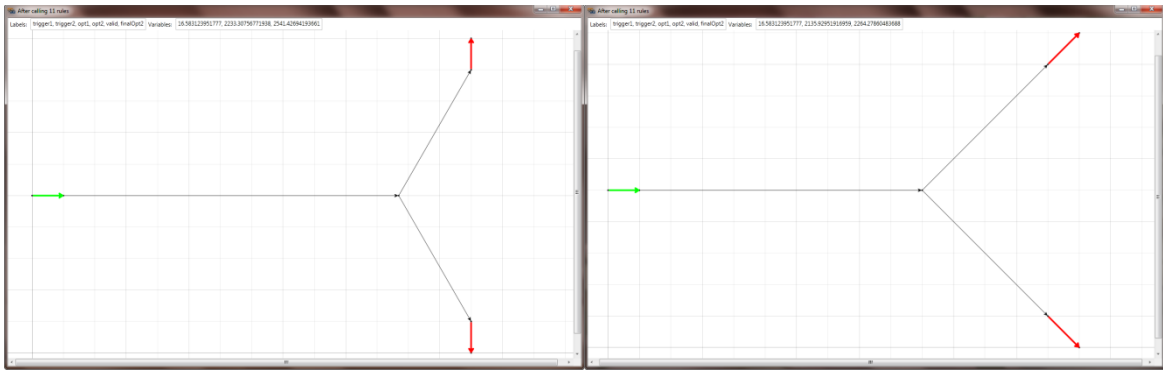 After calling 11 rules
Labels: trigger1, trigger2, opt1, opt2, valid, finalOpt2 Variables: 16.583123951777, 2233.30756771938, 2541.42694193661
After calling 11 rules
Labels: trigger1, trigger2, opt1, opt2, valid, finalOpt2 Variables: 16.583123951777, 2135.92951916959, 2264.27660483688